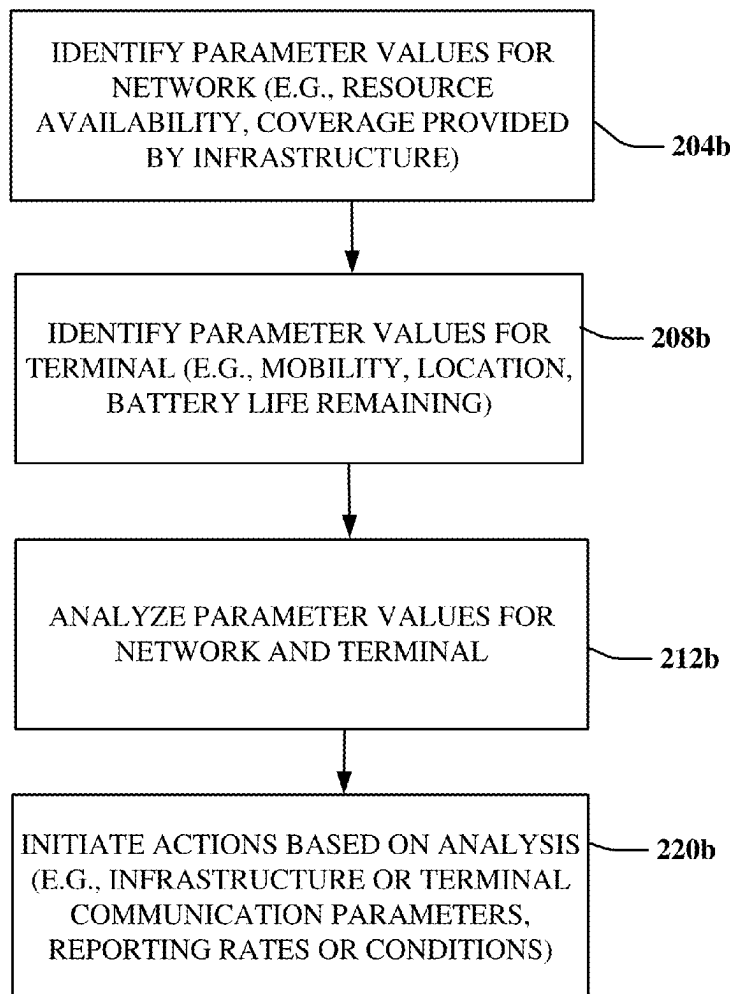 IDENTIFY PARAMETER VALUES FOR
NETWORK (E.G., RESOURCE
AVAILABILITY, COVERAGE PROVIDED
BY INFRASTRUCTURE)
204b
IDENTIFY PARAMETER VALUES FOR
TERMINAL (E.G., MOBILITY, LOCATION,
BATTERY LIFE REMAINING)
208b
ANALYZE PARAMETER VALUES FOR
NETWORK AND TERMINAL
212b
INITIATE ACTIONS BASED ON ANALYSIS
(E.G., INFRASTRUCTURE OR TERMINAL
COMMUNICATION PARAMETERS,
REPORTING RATES OR CONDITIONS)
220b